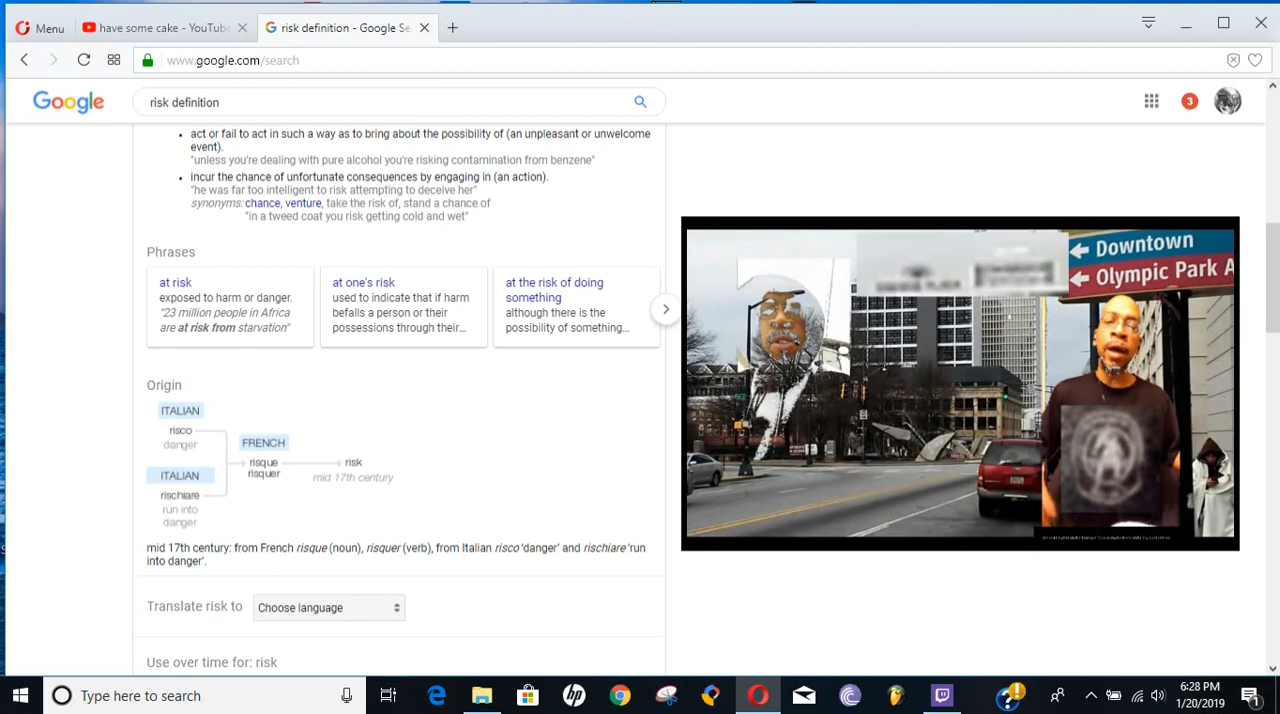 Menu
have some cake - YouTube
risk definition - Google Se
www.google.com/search
Google
risk definition
3
act or fail to act in such a way as to bring about the possibility of (an unpleasant or unwelcome
event).
"unless you're dealing with pure alcohol you're risking contamination from benzene"
incur the chance of unfortunate consequences by engaging in (an action).
"he was far too intelligent to risk attempting to deceive her"
synonyms: chance, venture, take the risk of, stand a chance of
"in a tweed coat you risk getting cold and wet"
Phrases
at risk
exposed to harm or danger.
"23 million people in Africa
are at risk from starvation"
at one's risk
used to indicate that if harm
befalls a person or their
possessions through their...
at the risk of doing
something
although there is the
possibility of something...
Downtown
Olympic Park A
Origin
ITALIAN
risco
danger
ITALIAN
rischiare
run into
danger
FRENCH
risque
risquer
risk
mid 17th century
mid 17th century: from French risque (noun), risquer (verb), from Italian risco 'danger' and rischiare 'run
into danger'.
Translate risk to
Choose language
Use over time for: risk
Type here to search
6:28 PM
1/20/2019
1